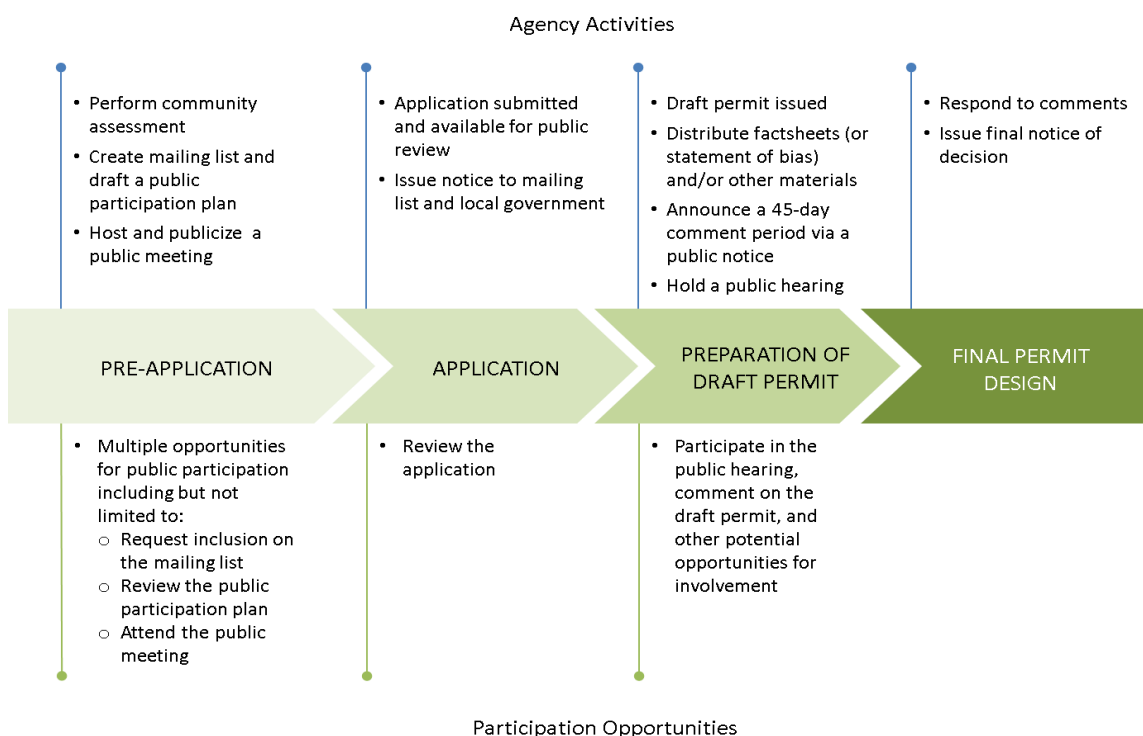 Agency Activities
• Perform community
assessment
• Create mailing list and
draft a public
participation plan
• Host and publicize a
public meeting
• Application submitted
and available for public
review
• Issue notice to mailing
list and local government
• Draft permit issued
• Distribute factsheets (or
statement of bias)
and/or other materials
• Announce a 45-day
comment period via a
public notice
• Hold a public hearing
• Respond to comments
• Issue final notice of
decision
PRE-APPLICATION
APPLICATION
PREPARATION OF
DRAFT PERMIT
FINAL PERMIT
DESIGN
• Multiple opportunities
for public participation
including but not
limited to:
o Request inclusion on
the mailing list
o Review the public
participation plan
o Attend the public
meeting
• Review the
application
• Participate in the
public hearing,
comment on the
draft permit, and
other potential
opportunities for
involvement
Participation Opportunities